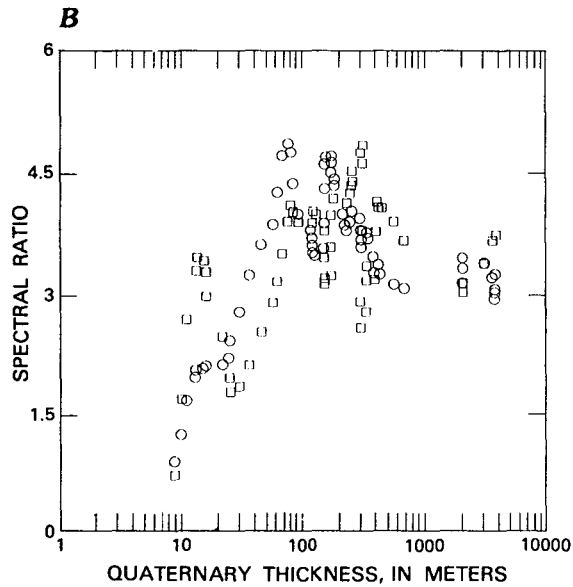 B
6
4.5
3
1.5
0
SPECTRAL RATIO
1 10 100 1000 10000
QUATERNARY THICKNESS, IN METERS